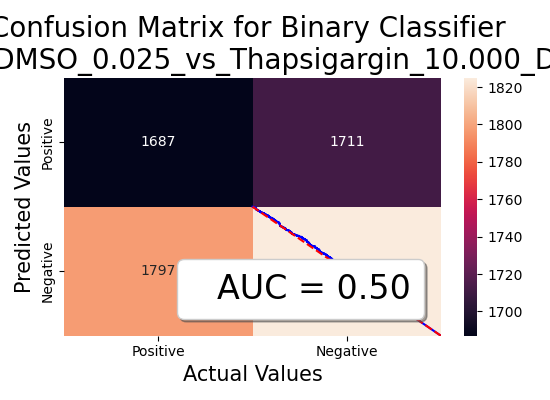 Confusion Matrix for Binary Classifier
DMSO_0.025_vs_Thapsigargin_10.000_D
Predicted Values
Positive
Negative
1687
1711
1797
AUC = 0.50
Positive
Negative
Actual Values
1820
1800
1780
1760
1740
1720
1700